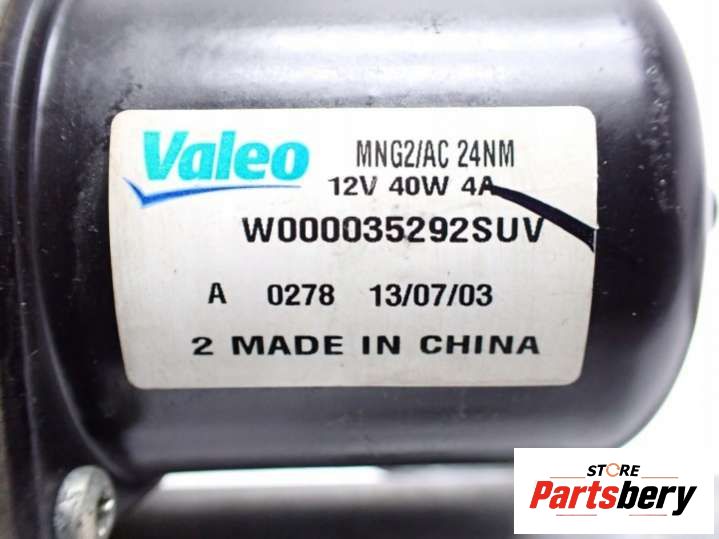 Valeo MNG2/AC 24NM
12V 40W 4A
W000035292SUV
A 0278 13/07/03
2 MADE IN CHINA
STORE
Partsbery